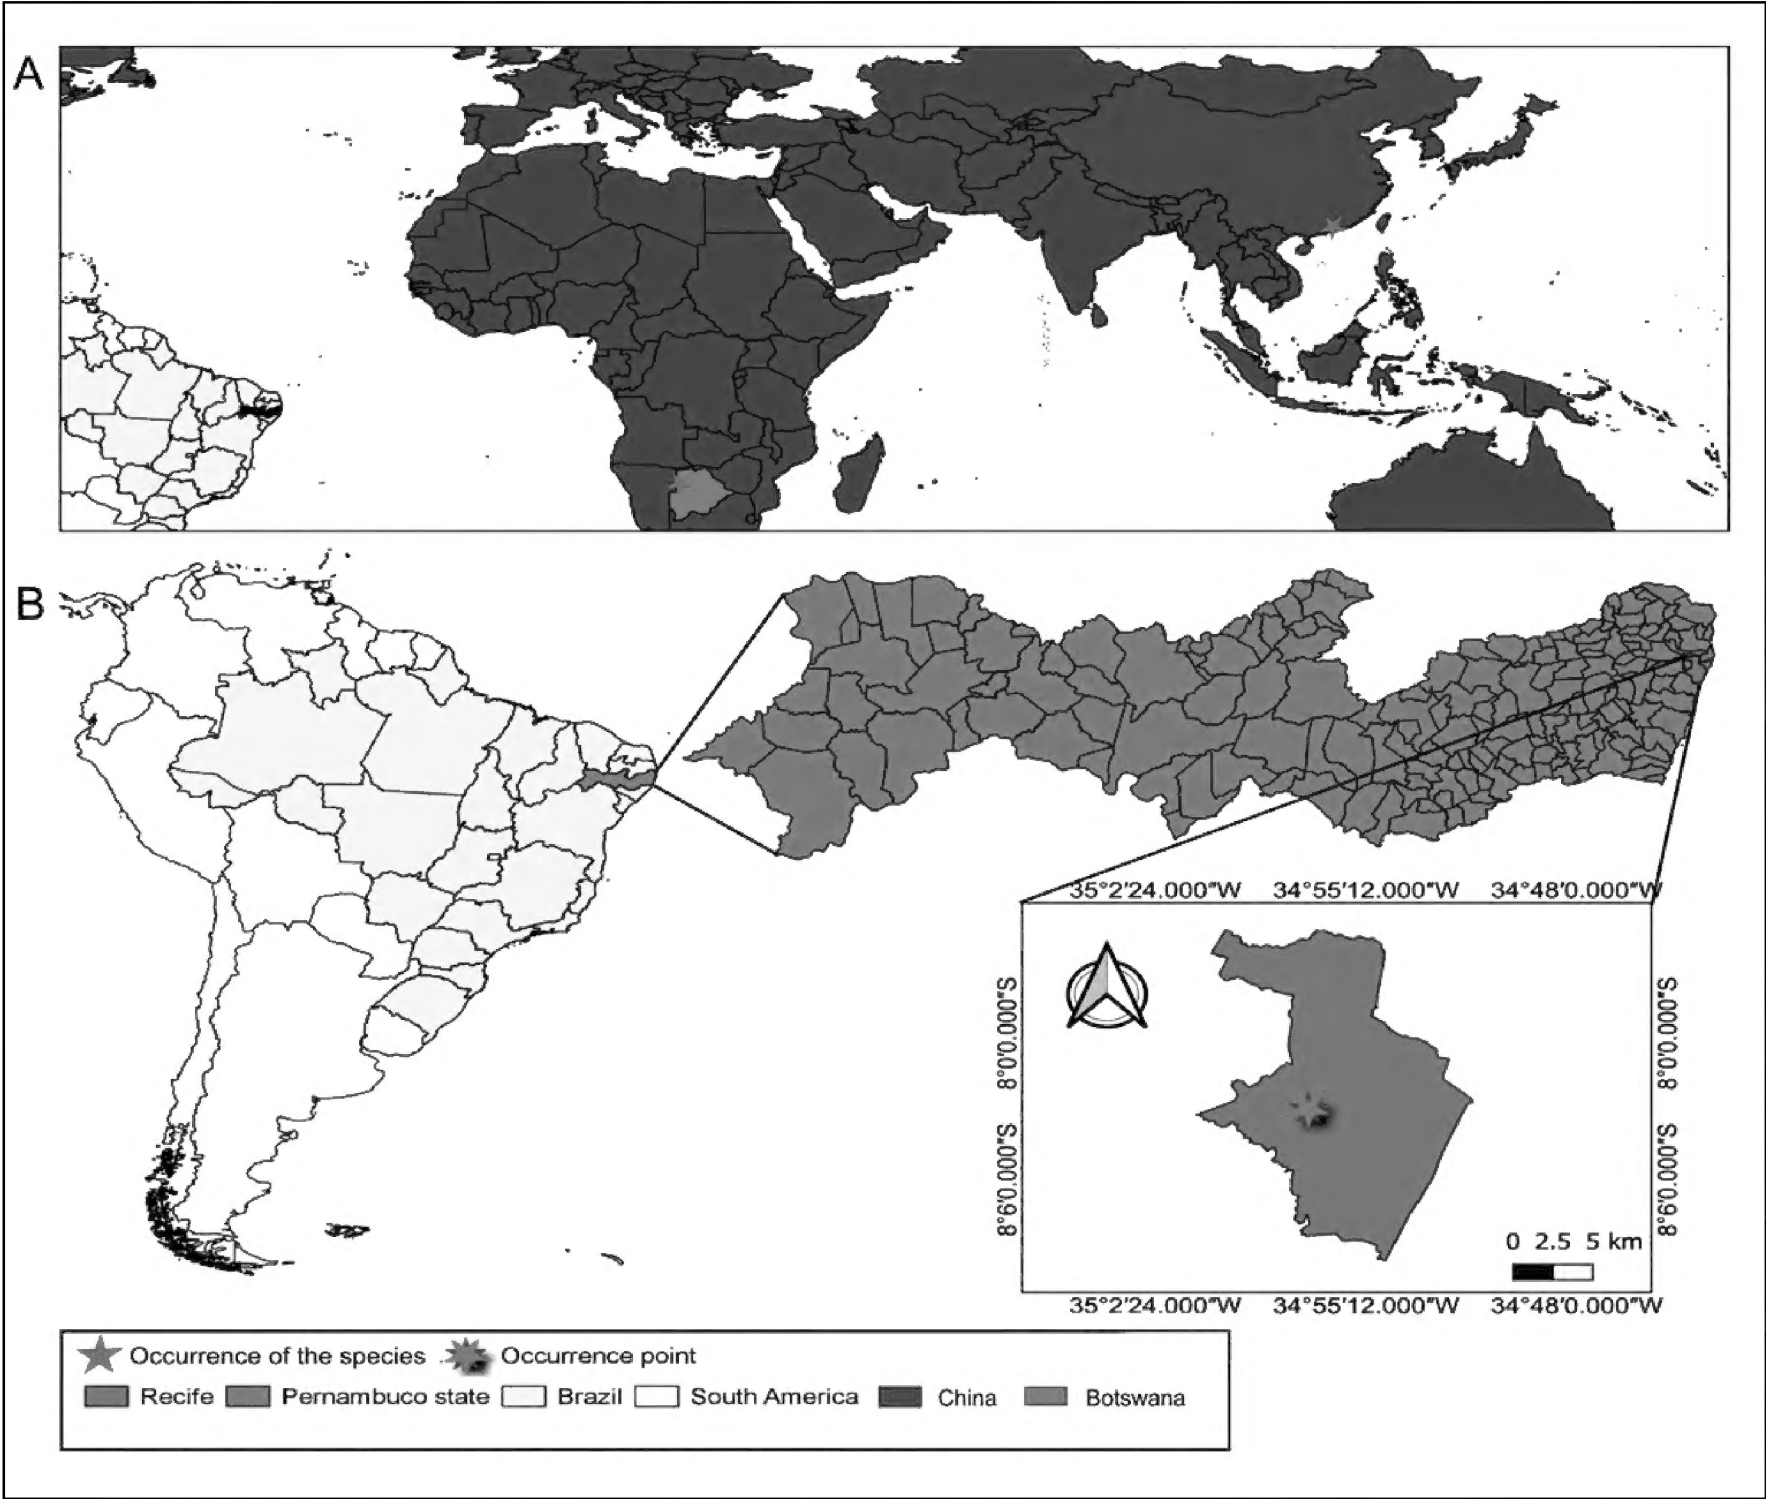 A
B
35°2'24.000"W 34°55'12.000"W 34°48'0.000"W
8°0'0.000"S
8°6'0.000"S
8°0'0.000"S
8°6'0.000"S
0 2.5 5 km
35°2'24.000"W 34°55'12.000"W 34°48'0.000"W
Occurrence of the species Occurrence point
Recife Pernambuco state Brazil South America China Botswana